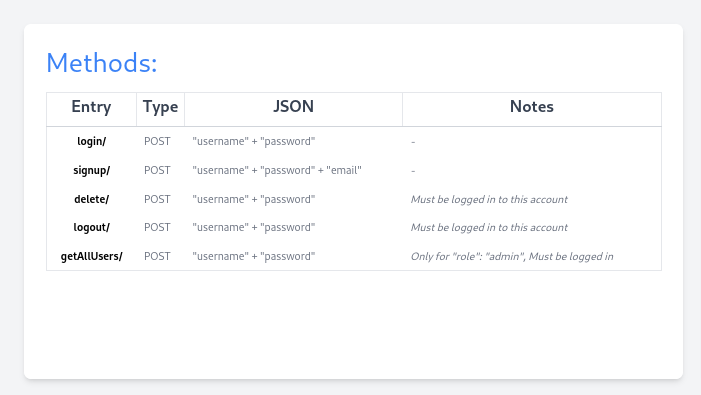 Methods:
Entry Type JSON Notes
login/ POST "username" + "password" -
signup/ POST "username" + "password" + "email" -
delete/ POST "username" + "password" Must be logged in to this account
logout/ POST "username" + "password" Must be logged in to this account
getAllUsers/ POST "username" + "password" Only for "role": "admin", Must be logged in